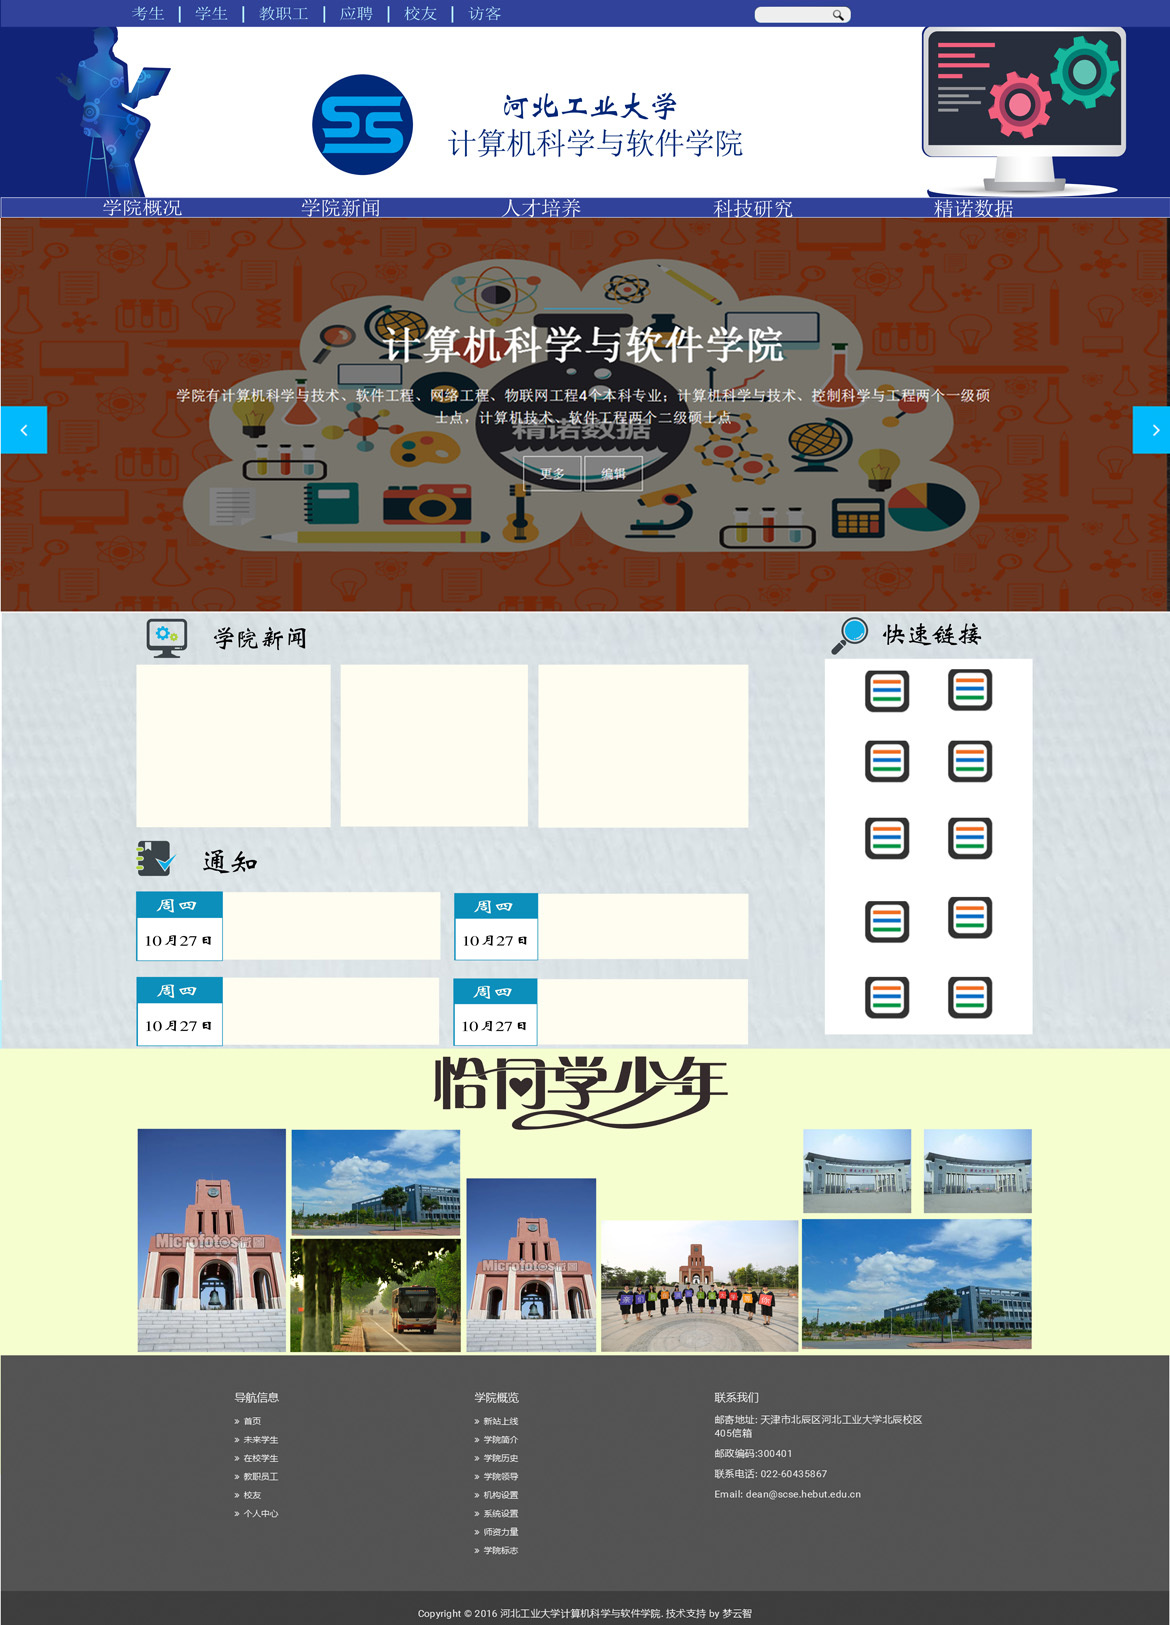 考生 | 学生 | 教职工 | 应聘 | 校友 | 访客
河北工业大学
计算机科学与软件学院
学院概况 学院新闻 人才培养 科技研究 精诺数据
计算机科学与软件学院
学院有计算机科学与技术、软件工程、网络工程、物联网工程4个本科专业；计算机科学与技术、控制科学与工程两个一级硕
士点，计算机技术、软件工程两个二级硕士点
精诺数据
更多 编辑
学院新闻
快速链接
通知
周四
10月27日
周四
10月27日
周四
10月27日
周四
10月27日
恰同学少年
Microfotos
Microfotos
导航信息
» 首页
» 未来学生
» 在校学生
» 教职员工
» 校友
» 个人中心
学院概览
» 新站上线
» 学院简介
» 学院历史
» 学院领导
» 机构设置
» 系统设置
» 师资力量
» 学院标志
联系我们
邮寄地址: 天津市北辰区河北工业大学北辰校区
405信箱
邮政编码:300401
联系电话: 022-60435867
Email: dean@scse.hebut.edu.cn
Copyright © 2016 河北工业大学计算机科学与软件学院. 技术支持 by 梦云智